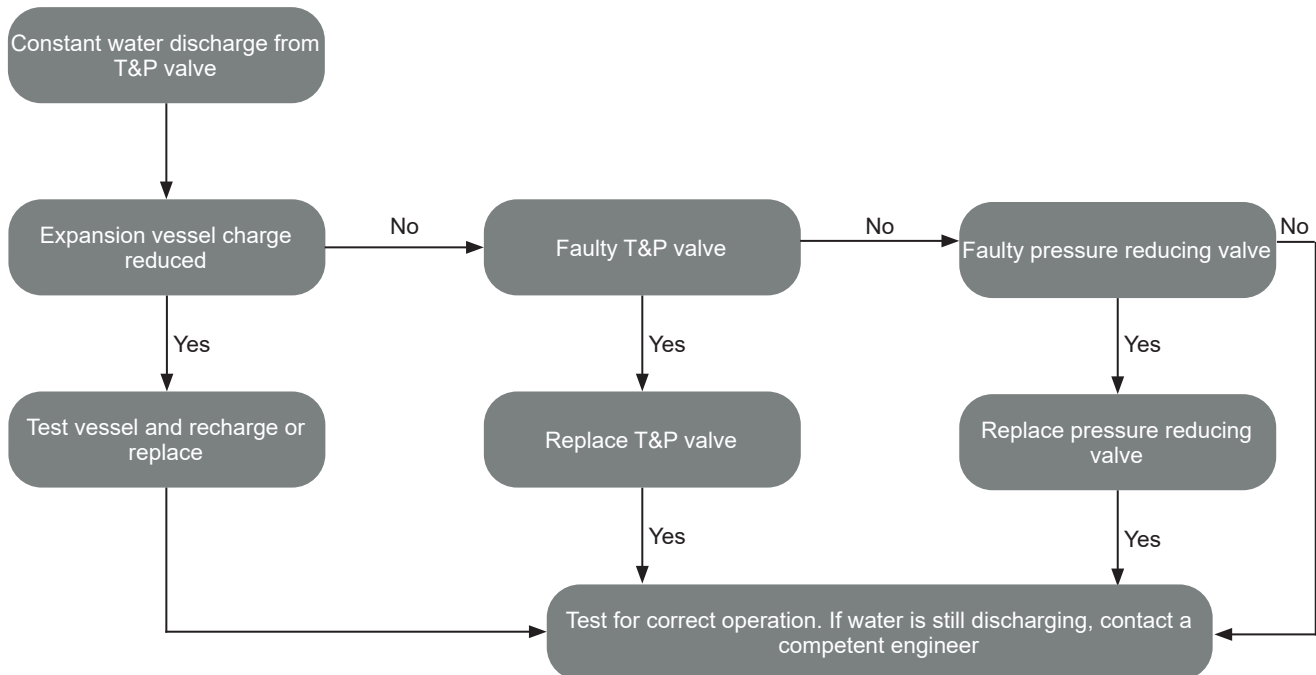 Constant water discharge from
T&P valve
Expansion vessel charge
reduced
No
Faulty T&P valve
No
Faulty pressure reducing valve
No
Yes
Yes
Yes
Test vessel and recharge or
replace
Replace T&P valve
Replace pressure reducing
valve
Yes
Yes
Test for correct operation. If water is still discharging, contact a
competent engineer